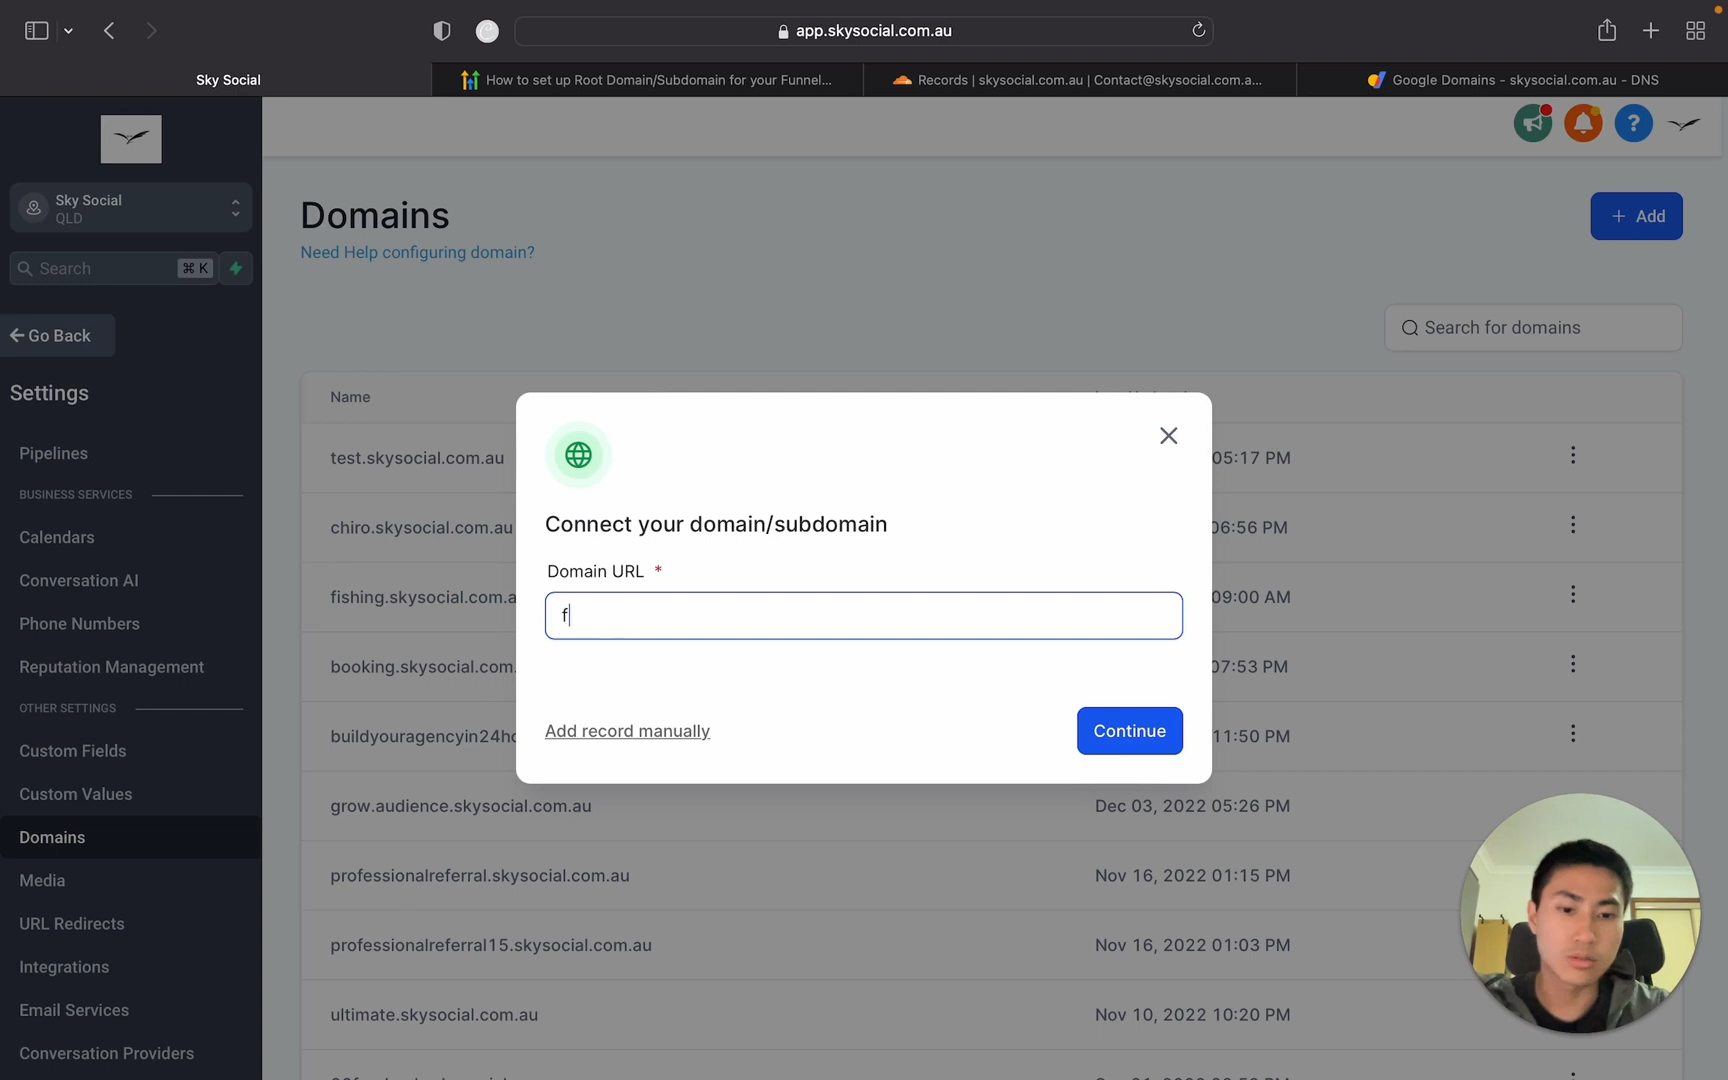 app.skysocial.com.au
Sky Social
How to set up Root Domain/Subdomain for your Funnel...
Records | skysocial.com.au | Contact@skysocial.com.a...
Google Domains - skysocial.com.au - DNS
Sky Social
QLD
Search
⌘ K
Go Back
Settings
Pipelines
BUSINESS SERVICES
Calendars
Conversation AI
Phone Numbers
Reputation Management
OTHER SETTINGS
Custom Fields
Custom Values
Domains
Media
URL Redirects
Integrations
Email Services
Conversation Providers
?
Domains
Need Help configuring domain?
+ Add
Search for domains
Name
test.skysocial.com.au
05:17 PM
chiro.skysocial.com.au
06:56 PM
fishing.skysocial.com.a
09:00 AM
booking.skysocial.com.
07:53 PM
buildyouragencyin24ho
11:50 PM
grow.audience.skysocial.com.au
Dec 03, 2022 05:26 PM
professionalreferral.skysocial.com.au
Nov 16, 2022 01:15 PM
professionalreferral15.skysocial.com.au
Nov 16, 2022 01:03 PM
ultimate.skysocial.com.au
Nov 10, 2022 10:20 PM
Connect your domain/subdomain
Domain URL *
f
Add record manually
Continue